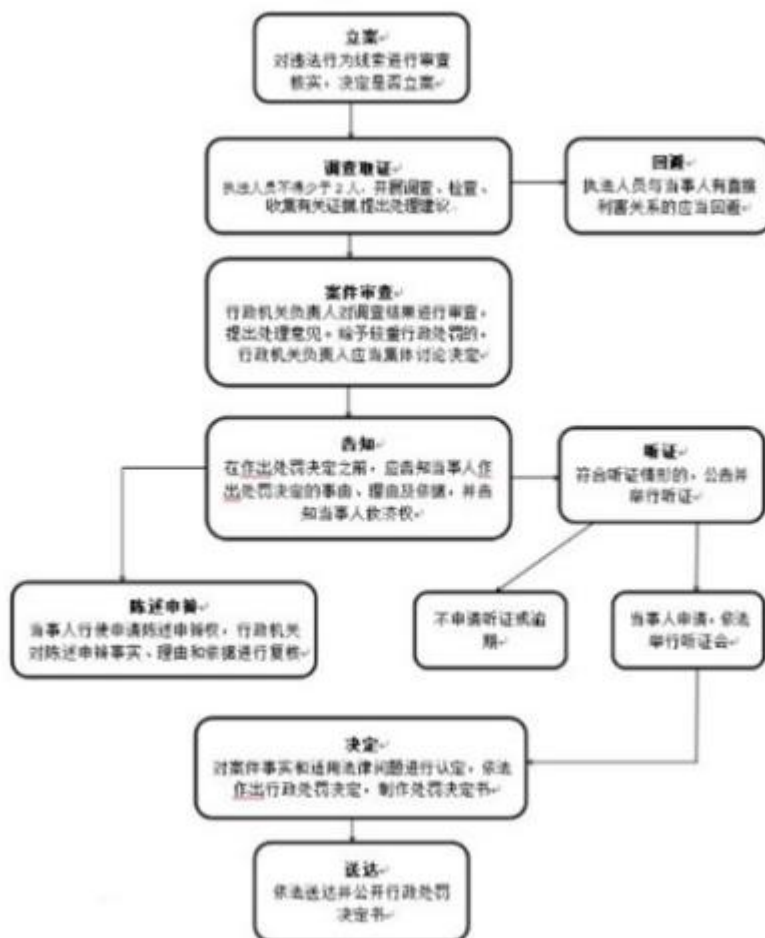 立案
对违法行为线索进行审查
核实，决定是否立案
调查取证
执法人员不得少于2人，开展调查、检查、
收集有关证据,提出处理建议.
回避
执法人员与当事人有直接
利害关系的应当回避
案件审查
行政机关负责人对调查结果进行审查，
提出处理意见。给予较重行政处罚的，
行政机关负责人应当集体讨论决定
告知
在作出处罚决定之前，应告知当事人作
出处罚决定的事由、理由及依据，并告
知当事人救济权
听证
符合听证情形的，公告并
举行听证
陈述申辩
当事人行使申请陈述申辩权，行政机关
对陈述申辩事实、理由和依据进行复核
不申请听证或逾
期
当事人申请，依法
举行听证会
决定
对案件事实和适用法律问题进行认定，依法
作出行政处罚决定，制作处罚决定书
送达
依法送达并公开行政处罚
决定书